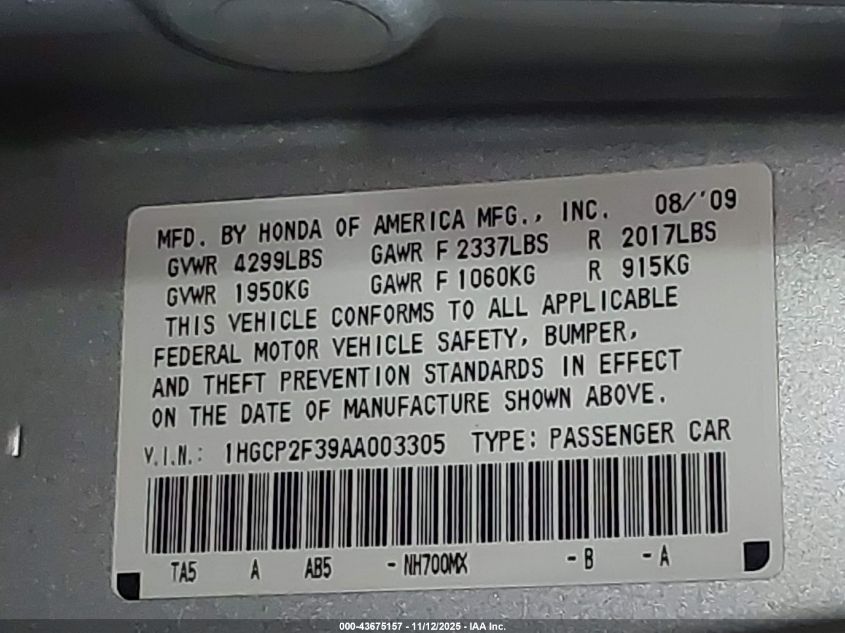 MFD. BY HONDA OF AMERICA MFG., INC. 08/'09
GVWR 4299LBS GAWR F 2337LBS R 2017LBS
GVWR 1950KG GAWR F 1060KG R 915KG
THIS VEHICLE CONFORMS TO ALL APPLICABLE
FEDERAL MOTOR VEHICLE SAFETY, BUMPER,
AND THEFT PREVENTION STANDARDS IN EFFECT
ON THE DATE OF MANUFACTURE SHOWN ABOVE.
V.I.N.: 1HGCP2F39AA003305 TYPE: PASSENGER CAR
TA5 A AB5 - NH700MX - B - A
000-43675157 - 11/12/2025 - IAA Inc.